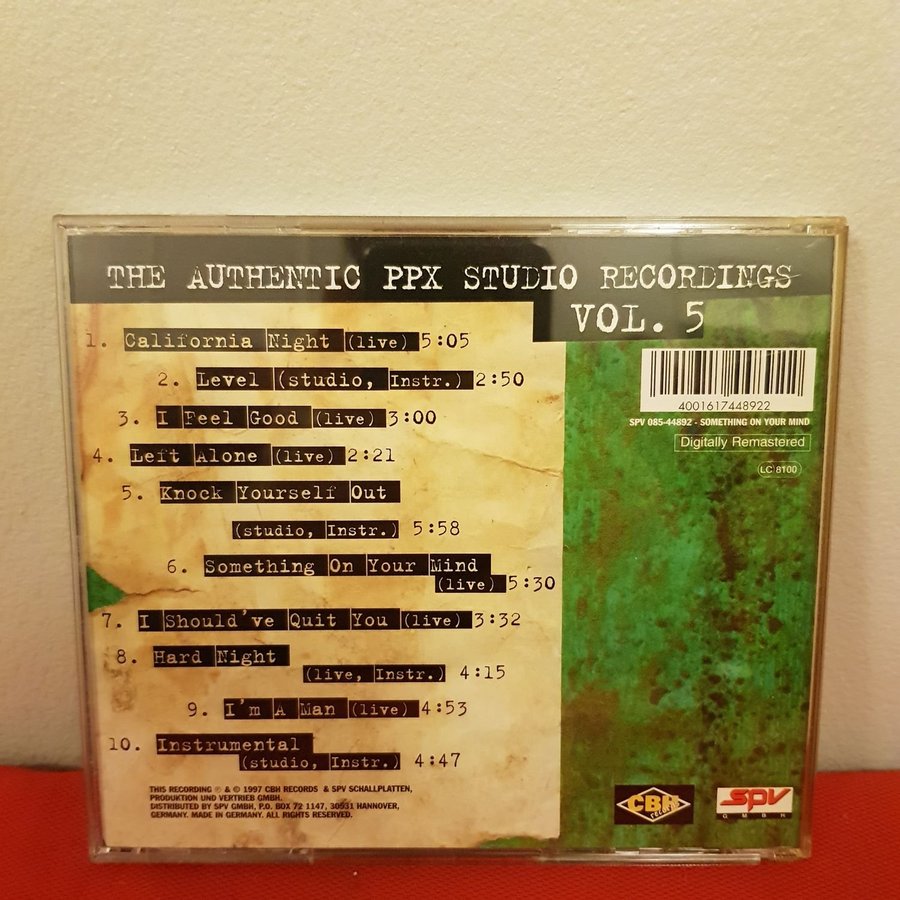 THE AUTHENTIC PPX STUDIO RECORDINGS
VOL. 5
1. California Night (live) 5:05
2. Level (studio, Instr.) 2:50
3. I Feel Good (live) 3:00
4. Left Alone (live) 2:21
5. Knock Yourself Out
(studio, Instr.) 5:58
6. Something On Your Mind
(live) 5:30
7. I Should've Quit You (live) 3:32
8. Hard Night
(live, Instr.) 4:15
9. I'm A Man (live) 4:53
10. Instrumental
(studio, Instr.) 4:47
4001617448922
SPV 085-44892 - SOMETHING ON YOUR MIND
Digitally Remastered
LC 8100
THIS RECORDING ℗ & © 1997 CBH RECORDS & SPV SCHALLPLATTEN,
PRODUKTION UND VERTRIEB GMBH.
DISTRIBUTED BY SPV GMBH, P.O. BOX 72 1147, 30531 HANNOVER,
GERMANY. MADE IN GERMANY. ALL RIGHTS RESERVED.
CBH
records
SPV
GMBH